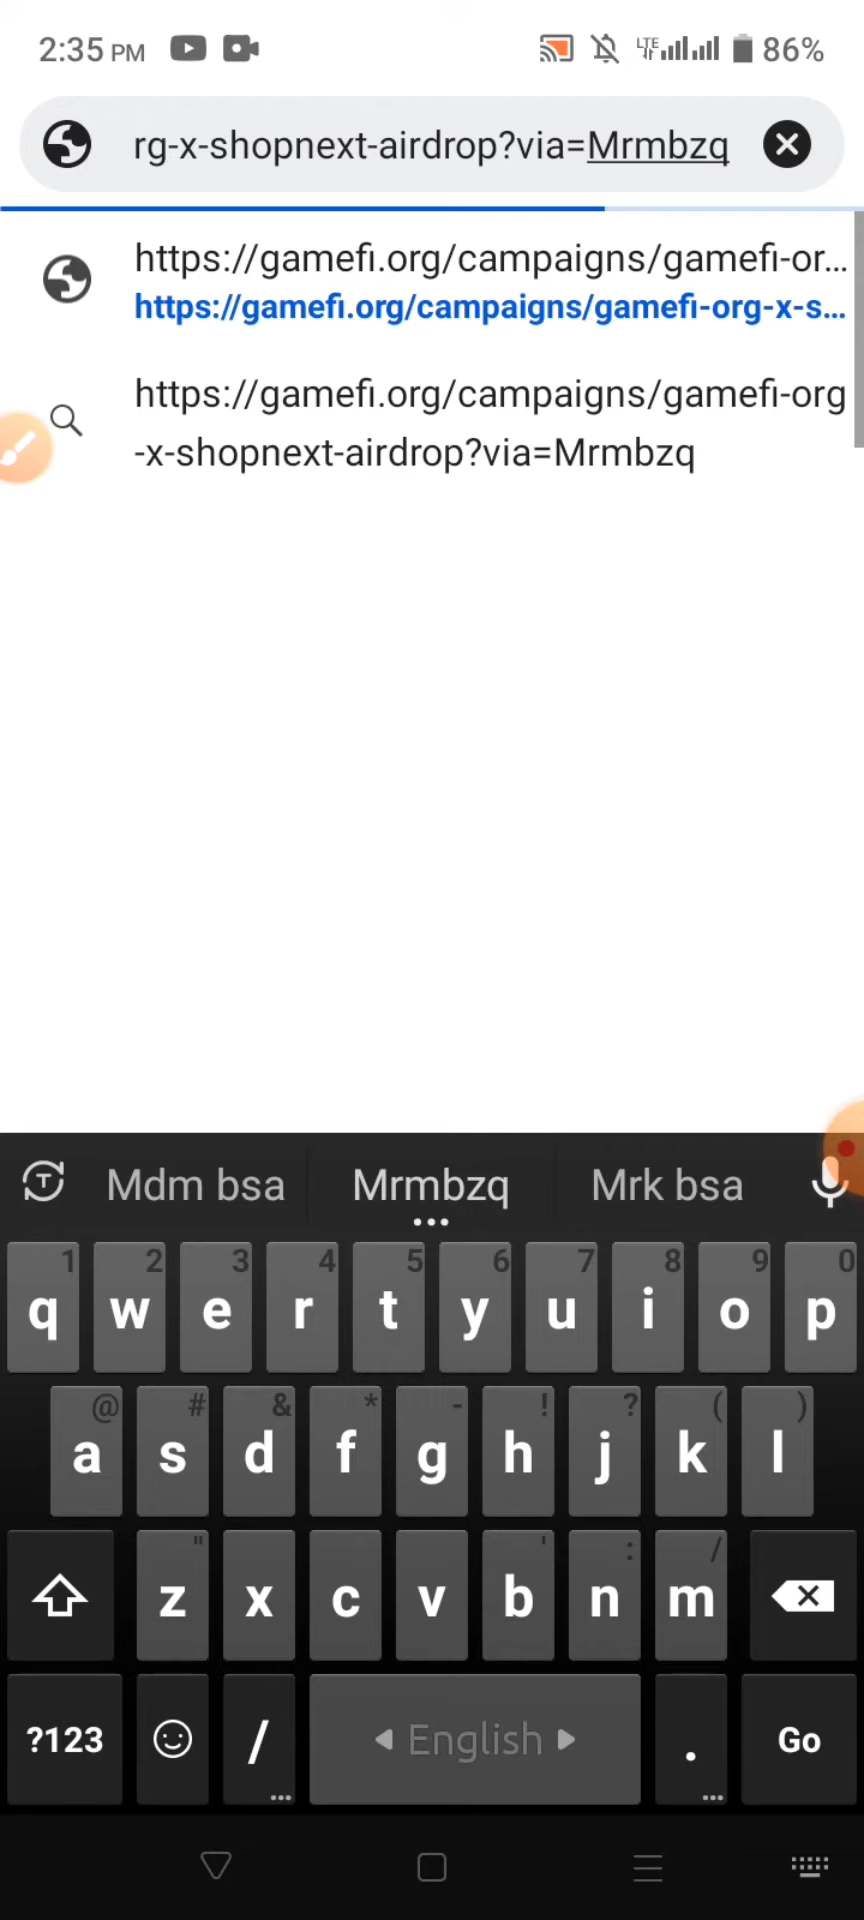 2:35 PM LTE 86%
rg-x-shopnext-airdrop?via=Mrmbzq
https://gamefi.org/campaigns/gamefi-or...
https://gamefi.org/campaigns/gamefi-org-x-s...
https://gamefi.org/campaigns/gamefi-org
-x-shopnext-airdrop?via=Mrmbzq
T Mdm bsa Mrmbzq Mrk bsa
...
1 2 3 4 5 6 7 8 9 0
q w e r t y u i o p
@ # & * - ! ? ( )
a s d f g h j k l
" ' : /
z x c v b n m
?123 / English . Go
... ...